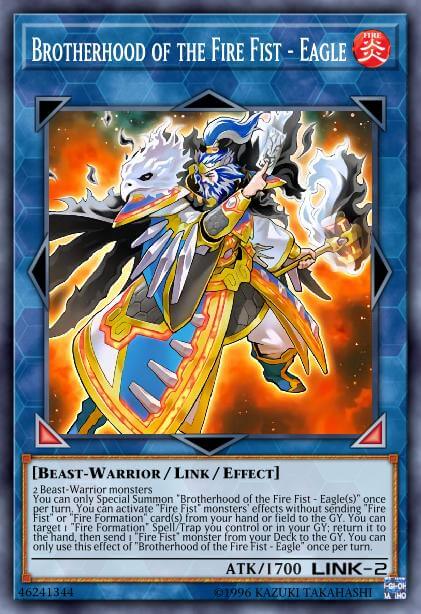 BROTHERHOOD OF THE FIRE FIST - EAGLE
FIRE
炎
[BEAST-WARRIOR / LINK / EFFECT]
2 Beast-Warrior monsters
You can only Special Summon "Brotherhood of the Fire Fist - Eagle(s)" once
per turn. You can activate "Fire Fist" monsters' effects without sending "Fire
Fist" or "Fire Formation" card(s) from your hand or field to the GY. You can
target 1 "Fire Formation" Spell/Trap you control or in your GY; return it to
the hand, then send 1 "Fire Fist" monster from your Deck to the GY. You can
only use this effect of "Brotherhood of the Fire Fist - Eagle" once per turn.
ATK/1700 LINK-2
46241344 ©1996 KAZUKI TAKAHASHI